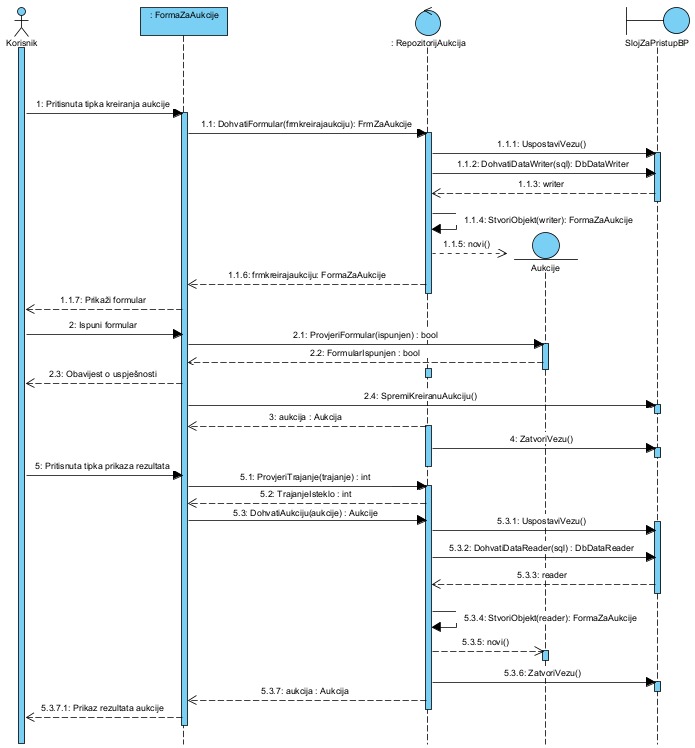 Korisnik
: FormaZaAukcije
: RepozitorijAukcija
SlojZaPristupBP
1: Pritisnuta tipka kreiranja aukcije
1.1: DohvatiFormular(frmkreirajaukciju): FrmZaAukcije
1.1.1: UspostaviVezu()
1.1.2: DohvatiDataWriter(sql): DbDataWriter
1.1.3: writer
1.1.4: StvoriObjekt(writer): FormaZaAukcije
1.1.5: novi()
Aukcije
1.1.6: frmkreirajaukciju: FormaZaAukcije
1.1.7: Prikaži formular
2: Ispuni formular
2.1: ProvjeriFormular(ispunjen) : bool
2.2: FormularIspunjen : bool
2.3: Obavijest o uspješnosti
2.4: SpremiKreiranuAukciju()
3: aukcija : Aukcija
4: ZatvoriVezu()
5: Pritisnuta tipka prikaza rezultata
5.1: ProvjeriTrajanje(trajanje) : int
5.2: TrajanjeIsteklo : int
5.3: DohvatiAukciju(aukcije) : Aukcije
5.3.1: UspostaviVezu()
5.3.2: DohvatiDataReader(sql) : DbDataReader
5.3.3: reader
5.3.4: StvoriObjekt(reader): FormaZaAukcije
5.3.5: novi()
5.3.6: ZatvoriVezu()
5.3.7: aukcija : Aukcija
5.3.7.1: Prikaz rezultata aukcije